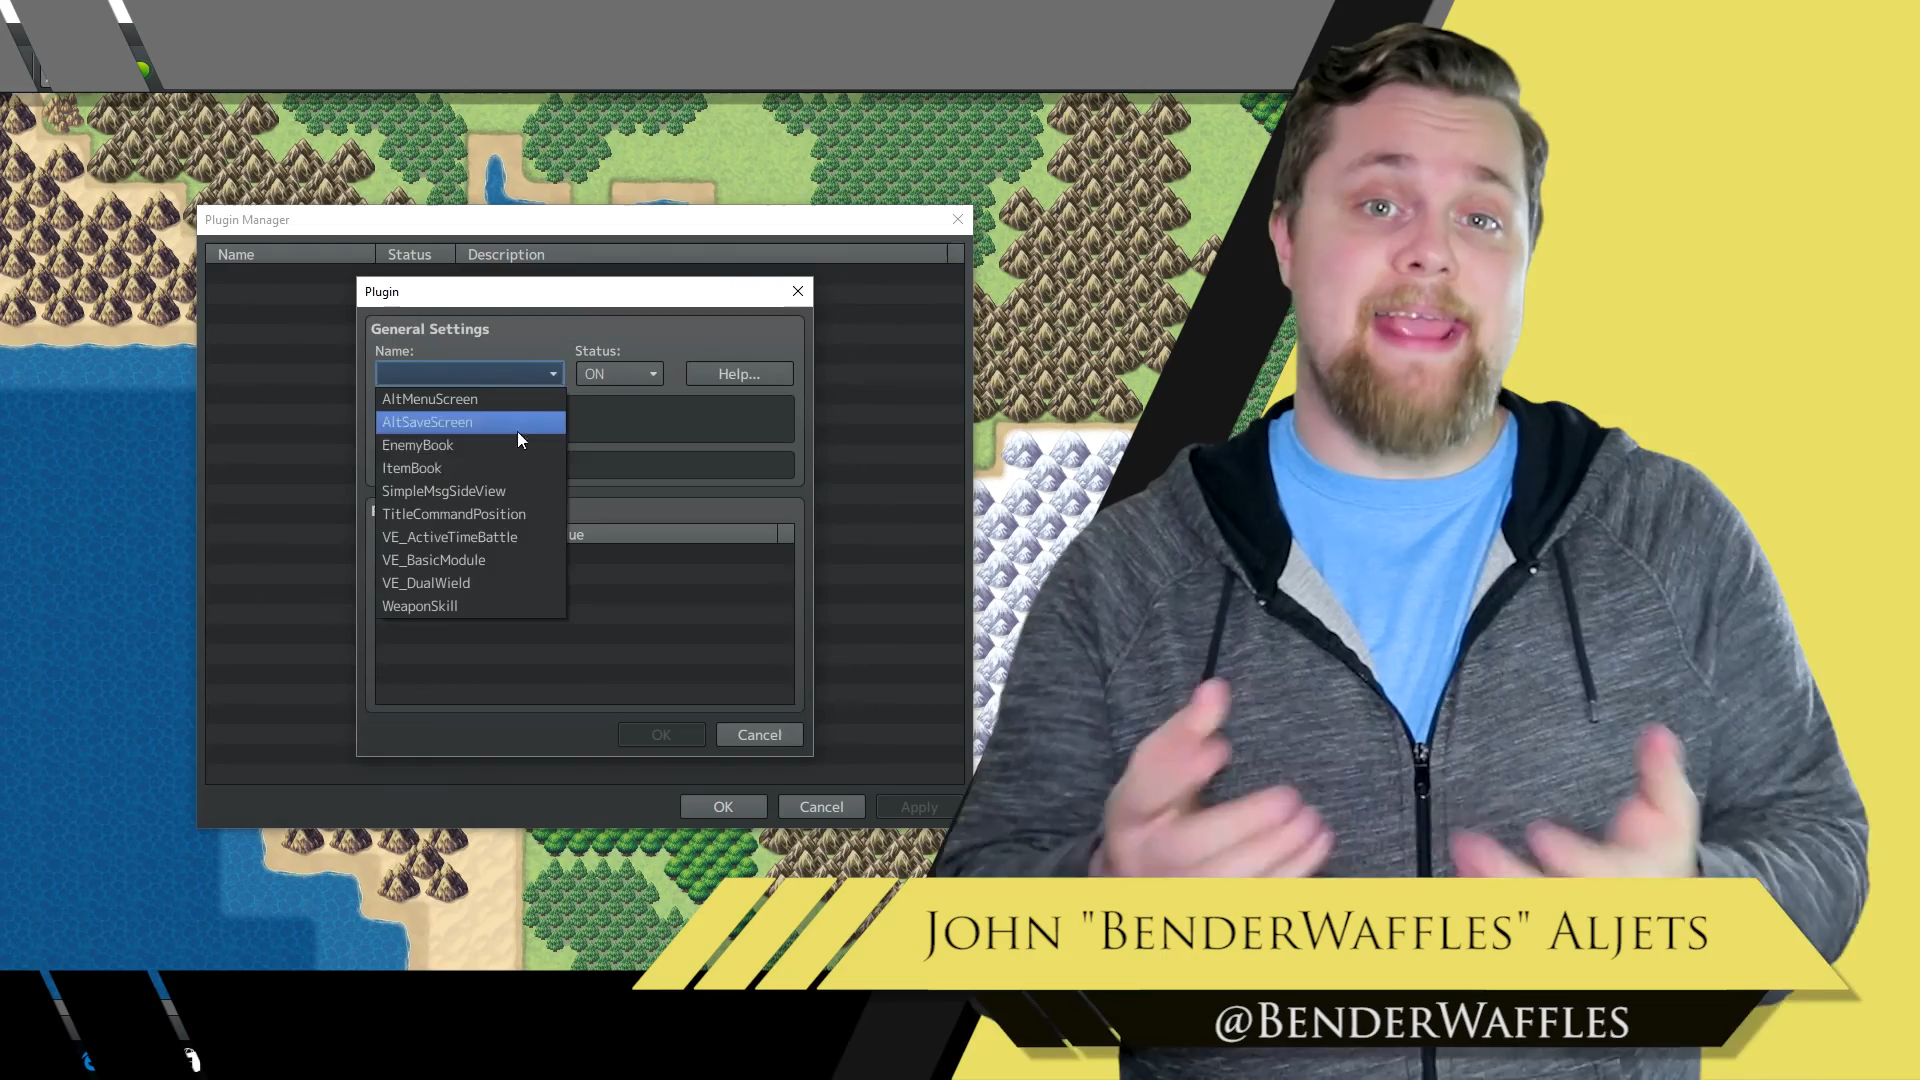 Plugin Manager
Name Status Description
Plugin
General Settings
Name: Status:
ON Help...
AltMenuScreen
AltSaveScreen
EnemyBook
ItemBook
SimpleMsgSideView
TitleCommandPosition
ue
VE_ActiveTimeBattle
VE_BasicModule
VE_DualWield
WeaponSkill
OK Cancel
OK Cancel Apply
John "BenderWaffles" Aljets
@BenderWaffles